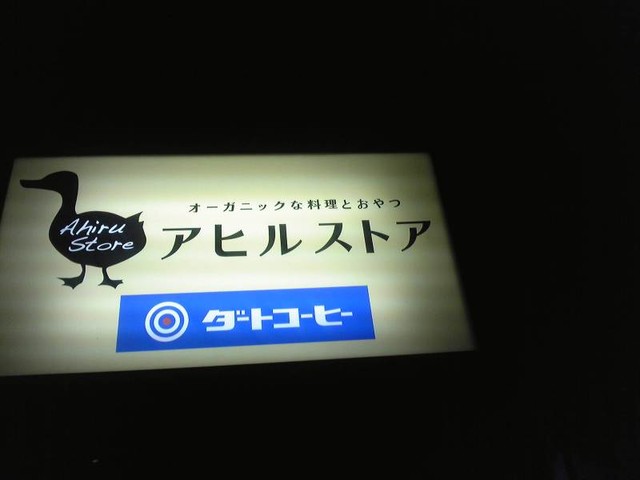 オーガニックな料理とおやつ
Ahiru
Store
アヒルストア
ダートコーヒー